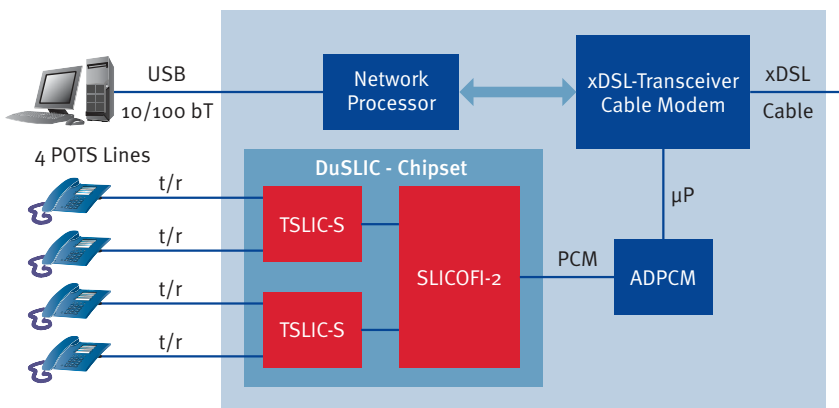 USB
10/100 bT
Network
Processor
xDSL-Transceiver
Cable Modem
xDSL
Cable
4 POTS Lines
t/r
t/r
t/r
t/r
DuSLIC - Chipset
TSLIC-S
TSLIC-S
SLICOFI-2
PCM
µP
ADPCM